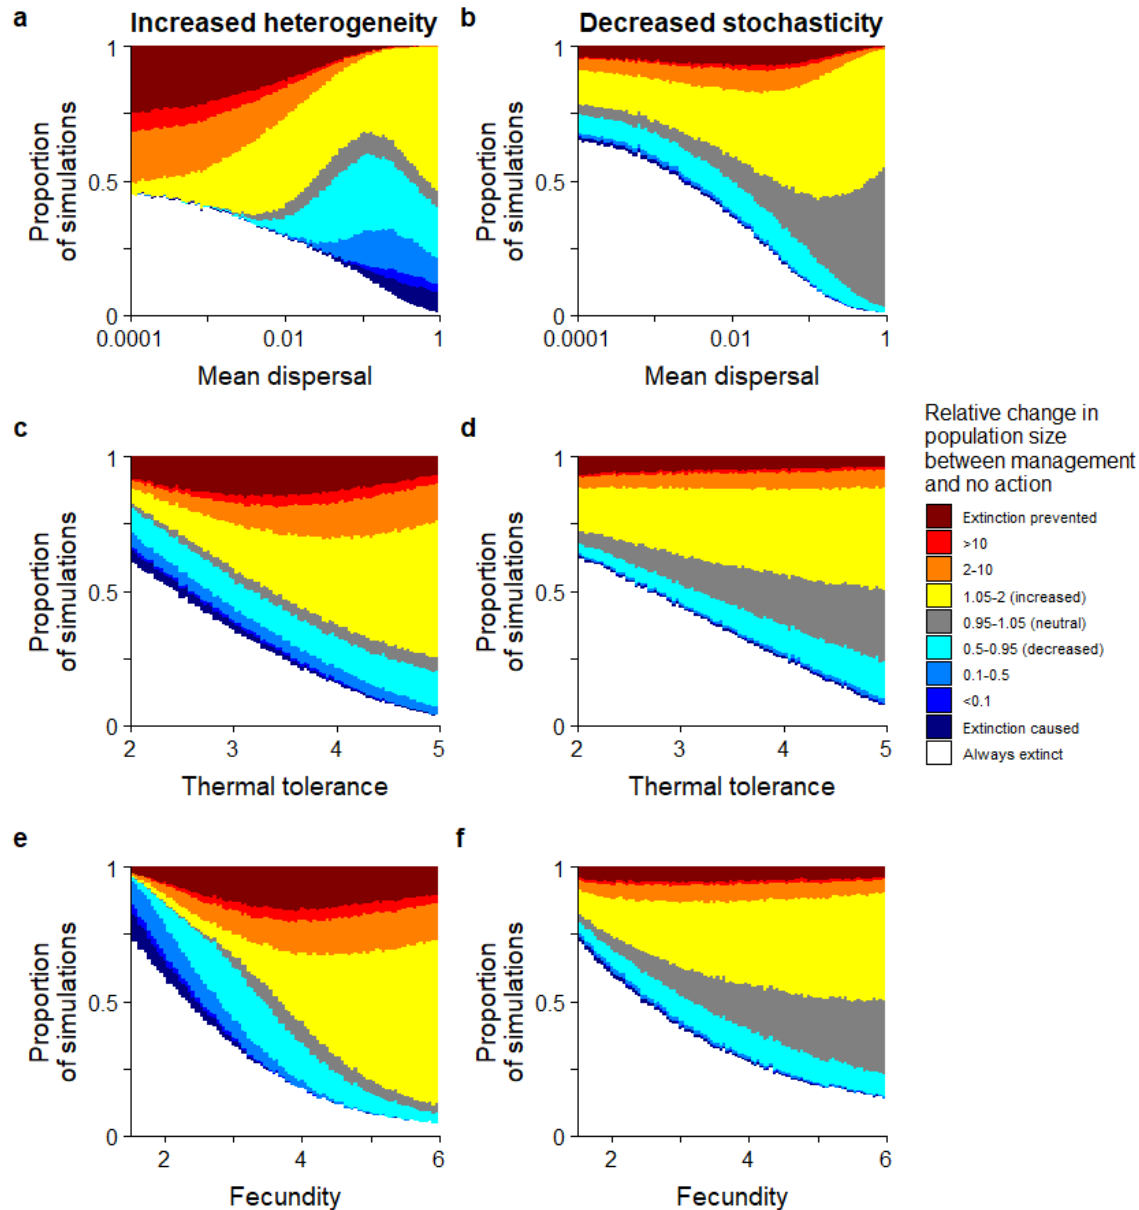 a
Increased heterogeneity
b
Decreased stochasticity
1
0.5
0
Proportion
of simulations
0.0001
0.01
1
Mean dispersal
1
0.5
0
Proportion
of simulations
0.0001
0.01
1
Mean dispersal
c
1
0.5
0
Proportion
of simulations
2
3
4
5
Thermal tolerance
d
1
0.5
0
Proportion
of simulations
2
3
4
5
Thermal tolerance
Relative change in
population size
between management
and no action
Extinction prevented
>10
2-10
1.05-2 (increased)
0.95-1.05 (neutral)
0.5-0.95 (decreased)
0.1-0.5
<0.1
Extinction caused
Always extinct
e
1
0.5
0
Proportion
of simulations
2
4
6
Fecundity
f
1
0.5
0
Proportion
of simulations
2
4
6
Fecundity